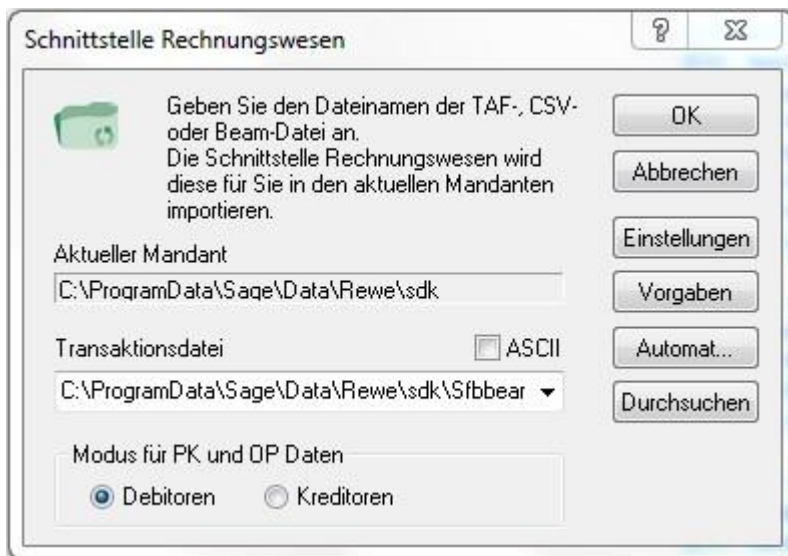 Schnittstelle Rechnungswesen
Geben Sie den Dateinamen der TAF-, CSV-
oder Beam-Datei an.
Die Schnittstelle Rechnungswesen wird
diese für Sie in den aktuellen Mandanten
importieren.
OK
Abbrechen
Einstellungen
Vorgaben
Automat...
Durchsuchen
Aktueller Mandant
C:\ProgramData\Sage\Data\Rewe\sdk
Transaktionsdatei
ASCII
C:\ProgramData\Sage\Data\Rewe\sdk\Sfbbear
Modus für PK und OP Daten
Debitoren
Kreditoren